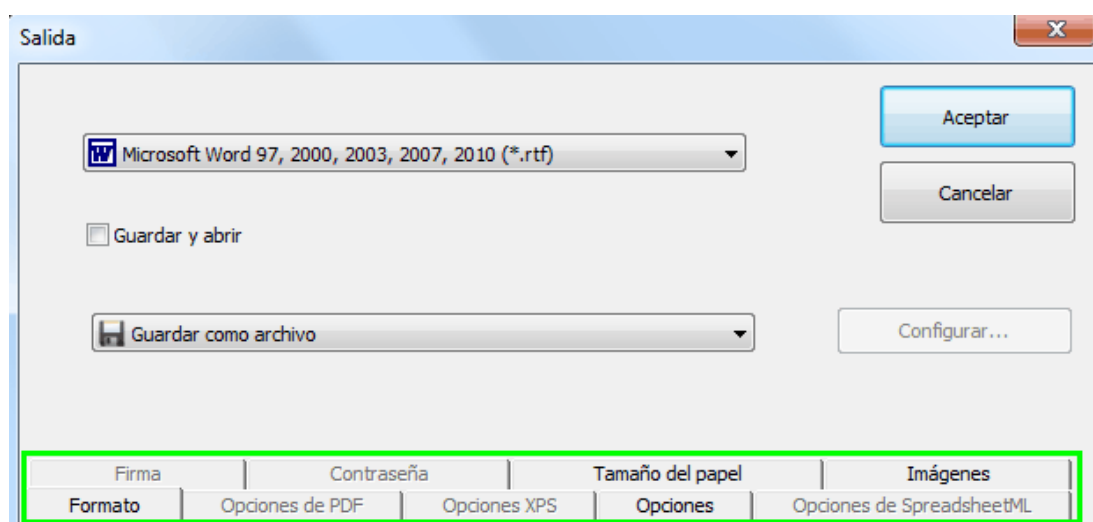 Salida
Aceptar
Microsoft Word 97, 2000, 2003, 2007, 2010 (*.rtf)
Cancelar
Guardar y abrir
Guardar como archivo
Configurar...
Firma Contraseña Tamaño del papel Imágenes
Formato Opciones de PDF Opciones XPS Opciones Opciones de SpreadsheetML